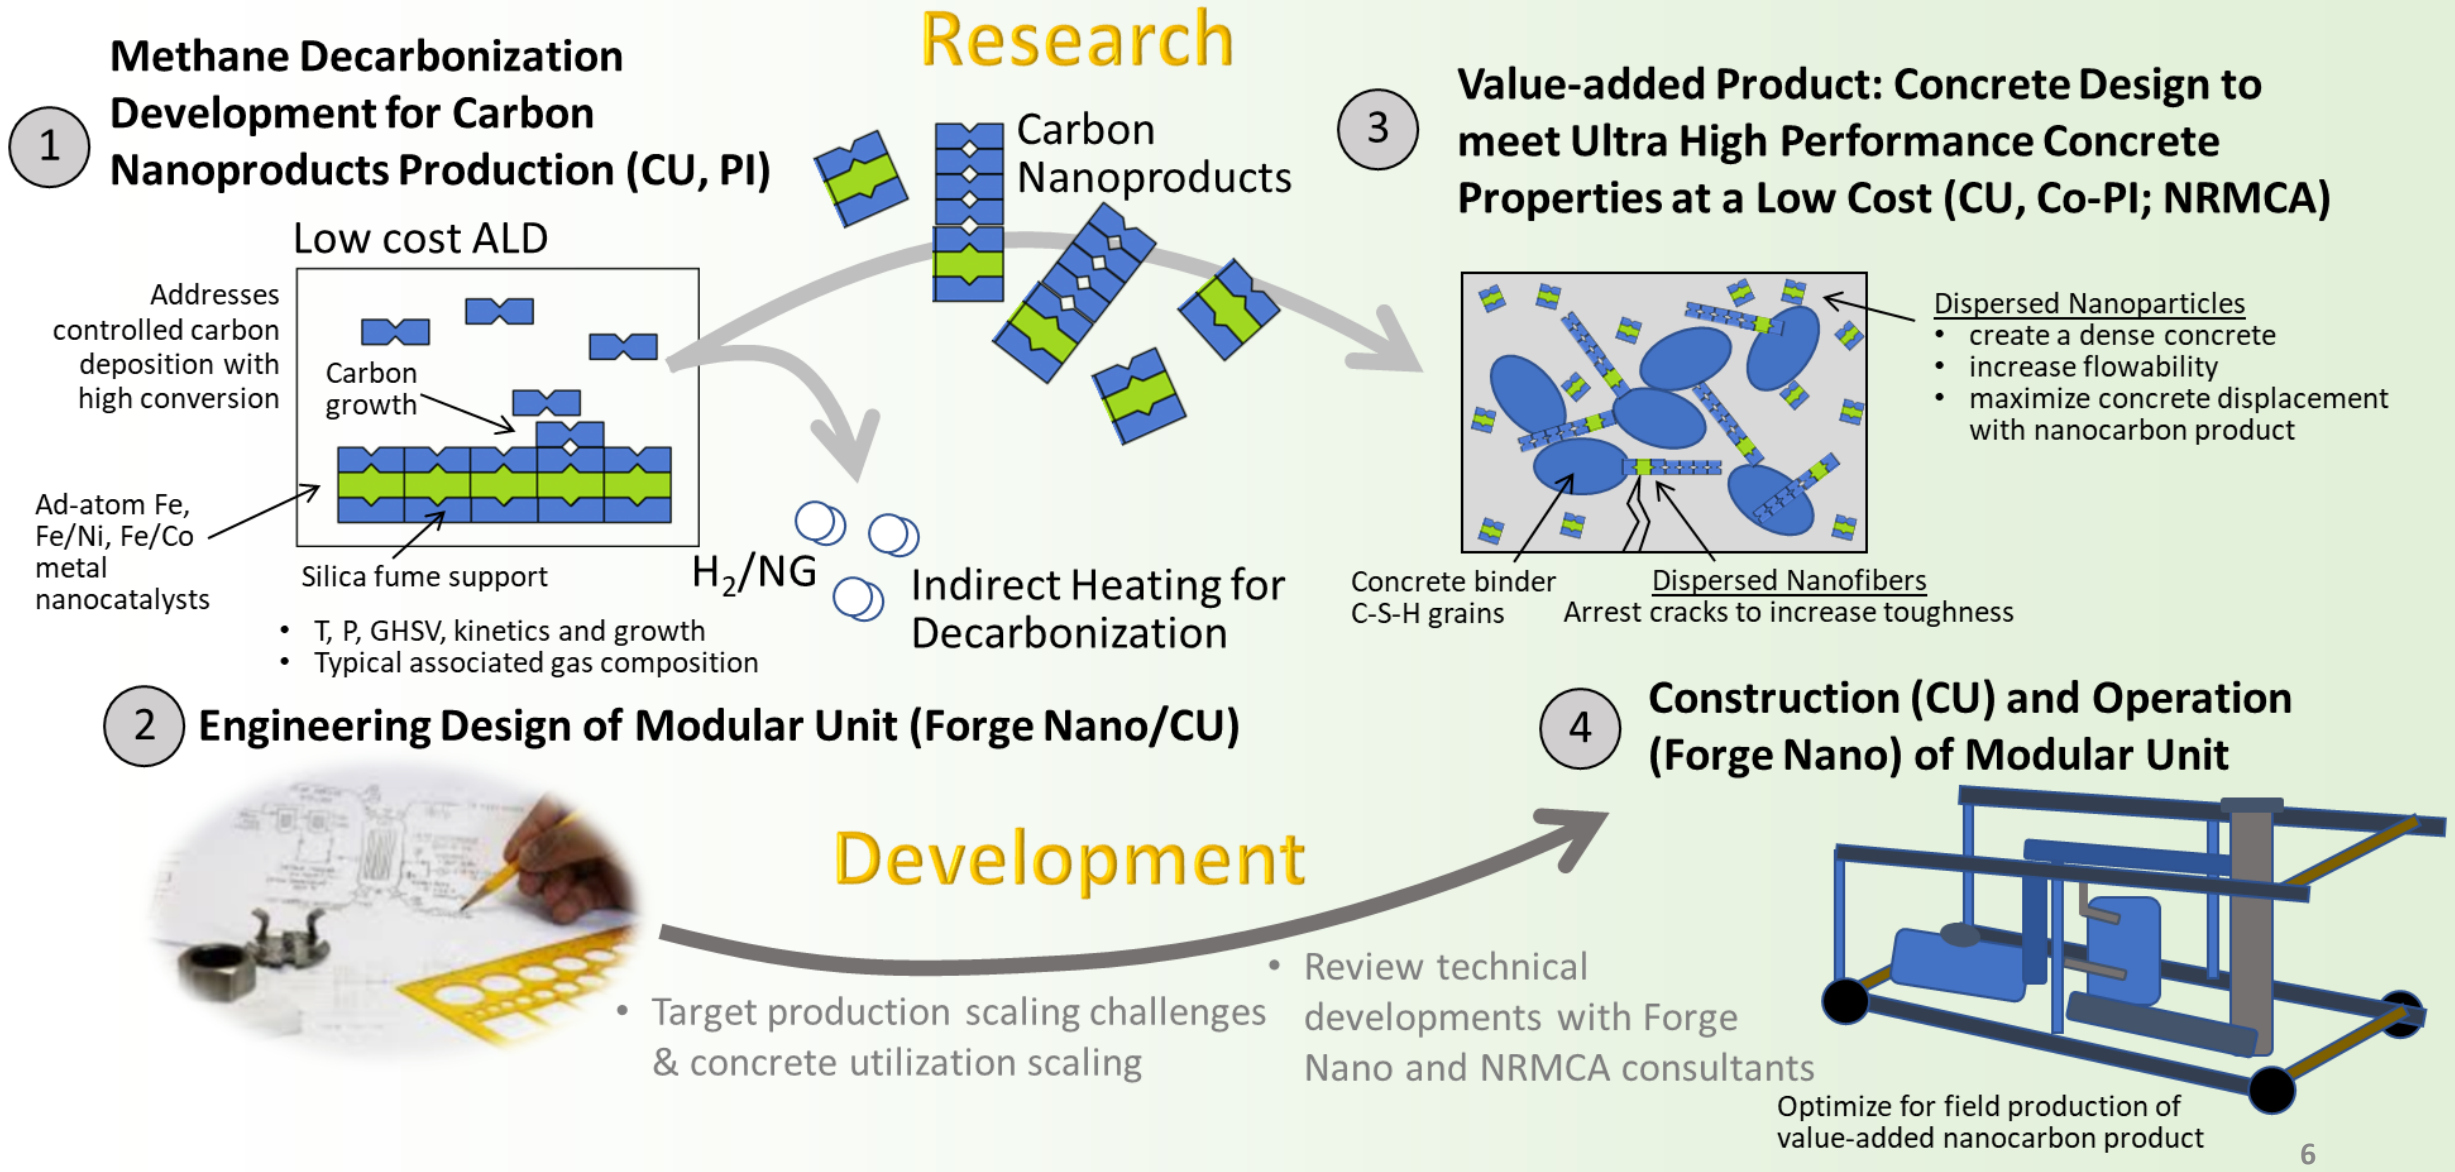 Research
1
Methane Decarbonization
Development for Carbon
Nanoproducts Production (CU, PI)
Low cost ALD
Addresses
controlled carbon
deposition with
high conversion
Carbon
growth
Ad-atom Fe,
Fe/Ni, Fe/Co
metal
nanocatalysts
Silica fume support
• T, P, GHSV, kinetics and growth
• Typical associated gas composition
Carbon
Nanoproducts
H₂/NG
Indirect Heating for
Decarbonization
3
Value-added Product: Concrete Design to
meet Ultra High Performance Concrete
Properties at a Low Cost (CU, Co-PI; NRMCA)
Dispersed Nanoparticles
• create a dense concrete
• increase flowability
• maximize concrete displacement
with nanocarbon product
Concrete binder
C-S-H grains
Dispersed Nanofibers
Arrest cracks to increase toughness
2
Engineering Design of Modular Unit (Forge Nano/CU)
Development
• Target production scaling challenges
& concrete utilization scaling
• Review technical
developments with Forge
Nano and NRMCA consultants
4
Construction (CU) and Operation
(Forge Nano) of Modular Unit
Optimize for field production of
value-added nanocarbon product
6